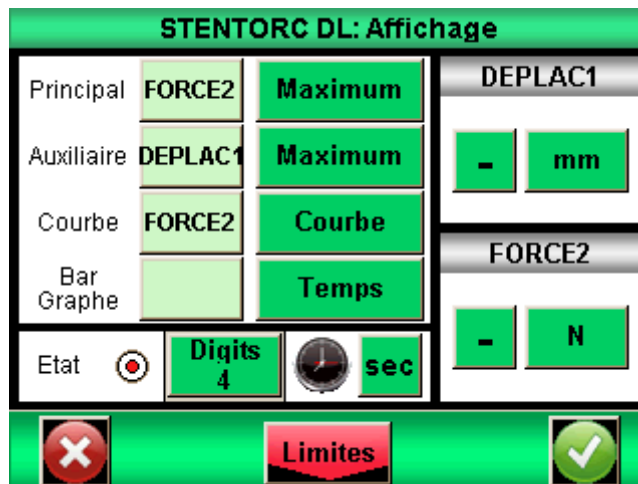 STENTORC DL: Affichage
Principal FORCE2 Maximum
Auxiliaire DEPLAC1 Maximum
Courbe FORCE2 Courbe
Bar
Graphe
Temps
Etat
Digits
4
sec
DEPLAC1
- mm
FORCE2
- N
Limites